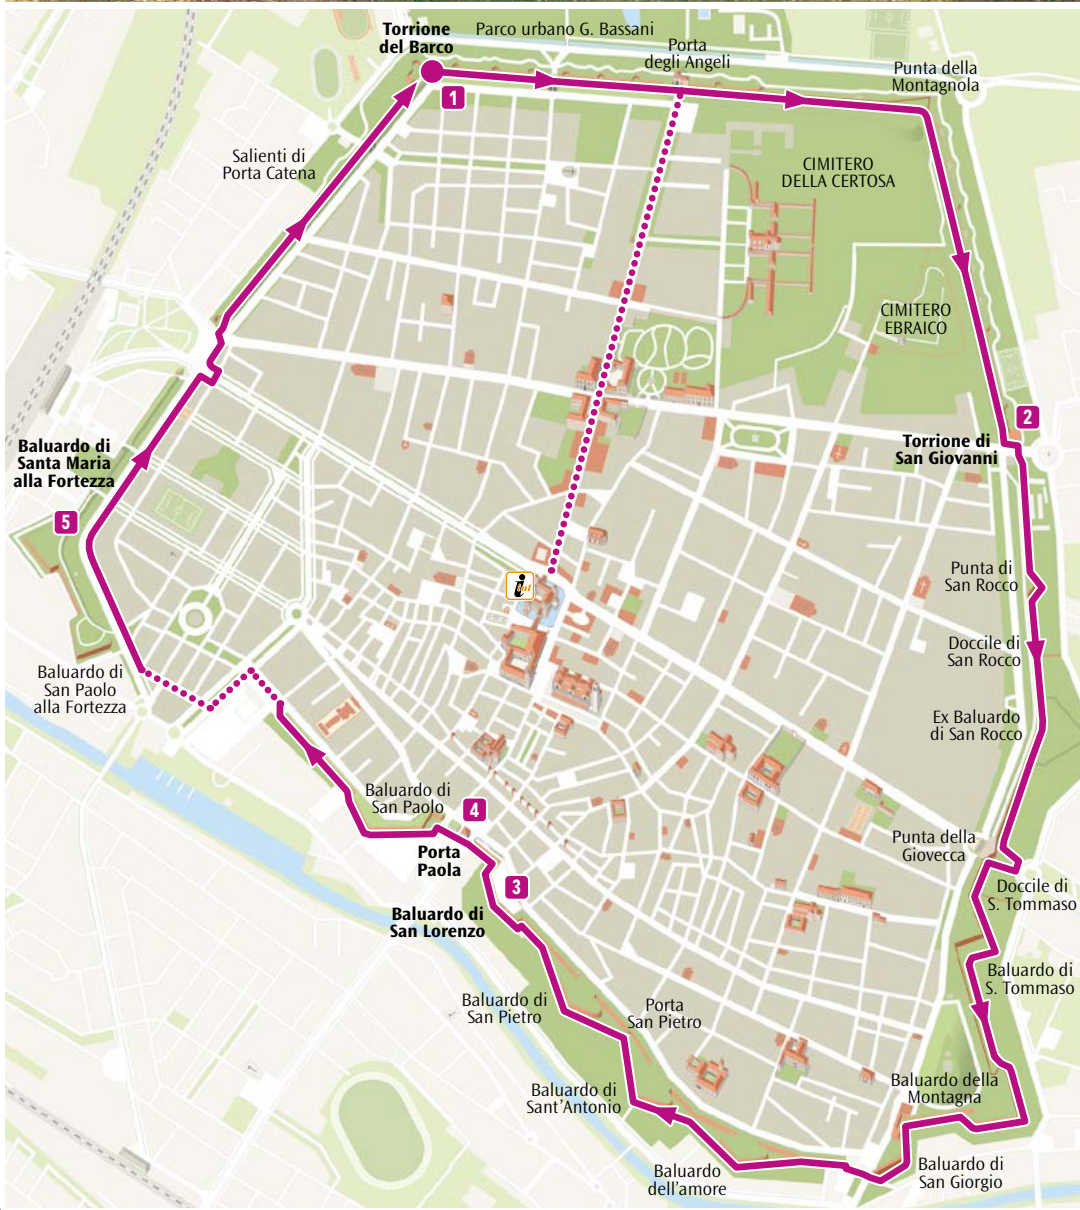 Torrione
del Barco
Parco urbano G. Bassani
Porta
degli Angeli
Punta della
Montagnola
1
Salienti di
Porta Catena
CIMITERO
DELLA CERTOSA
CIMITERO
EBRAICO
2
Torrione di
San Giovanni
Baluardo di
Santa Maria
alla Fortezza
5
i
Punta di
San Rocco
Doccile di
San Rocco
Baluardo di
San Paolo
alla Fortezza
Ex Baluardo
di San Rocco
Baluardo di
San Paolo
4
Porta
Paola
Punta della
Giovecca
3
Doccile di
S. Tommaso
Baluardo di
San Lorenzo
Baluardo di
S. Tommaso
Baluardo di
San Pietro
Porta
San Pietro
Baluardo di
Sant'Antonio
Baluardo della
Montagna
Baluardo
dell'amore
Baluardo di
San Giorgio